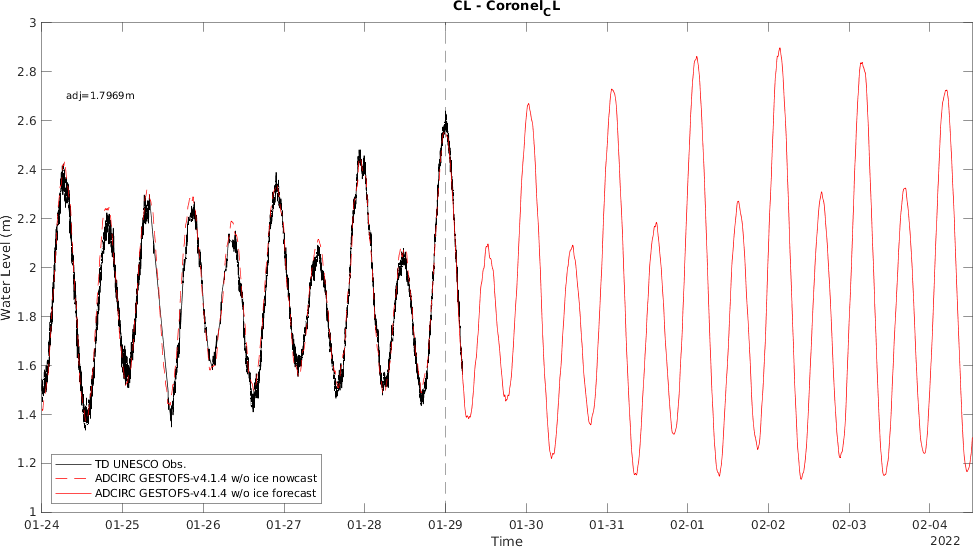 CL - Coronel_CL
3
2.8
adj=1.7969m
2.6
2.4
2.2
2
Water Level (m)
1.8
1.6
1.4
1.2
1
TD UNESCO Obs.
ADCIRC GESTOFS-v4.1.4 w/o ice nowcast
ADCIRC GESTOFS-v4.1.4 w/o ice forecast
01-24 01-25 01-26 01-27 01-28 01-29 01-30 01-31 02-01 02-02 02-03 02-04
Time
2022